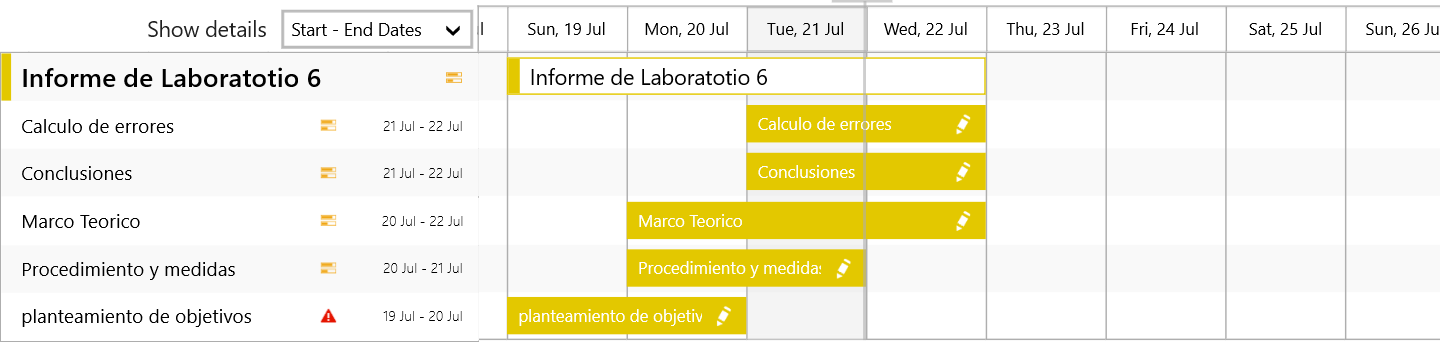 Show details Start - End Dates l Sun, 19 Jul Mon, 20 Jul Tue, 21 Jul Wed, 22 Jul Thu, 23 Jul Fri, 24 Jul Sat, 25 Jul Sun, 26 Ju
Informe de Laboratotio 6 Informe de Laboratotio 6
Calculo de errores 21 Jul - 22 Jul Calculo de errores
Conclusiones 21 Jul - 22 Jul Conclusiones
Marco Teorico 20 Jul - 22 Jul Marco Teorico
Procedimiento y medidas 20 Jul - 21 Jul Procedimiento y medidas
planteamiento de objetivos 19 Jul - 20 Jul planteamiento de objetiv